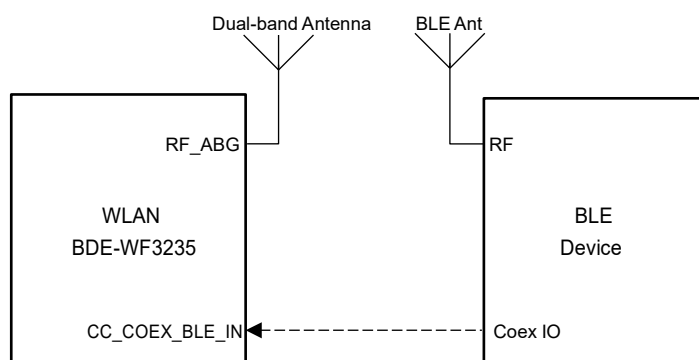 Dual-band Antenna
BLE Ant
RF_ABG
RF
WLAN
BDE-WF3235
BLE
Device
CC_COEX_BLE_IN
Coex IO